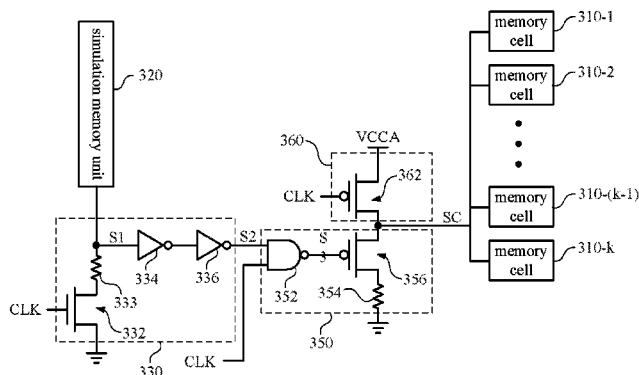 simulation memory unit
320
memory
cell
310-1
memory
cell
310-2
memory
cell
310-(k-1)
memory
cell
310-k
VCCA
360
CLK
362
SC
S1
S2
S
3
334
336
333
352
356
354
CLK
332
330
CLK
350